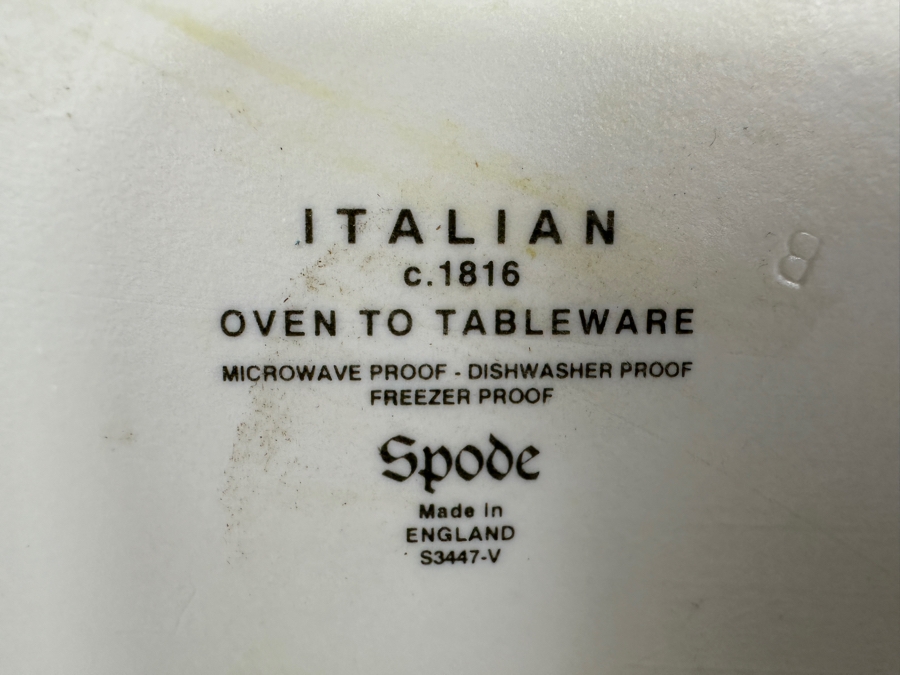 ITALIAN
c.1816
OVEN TO TABLEWARE
MICROWAVE PROOF - DISHWASHER PROOF
FREEZER PROOF
Spode
Made in
ENGLAND
S3447-V
B